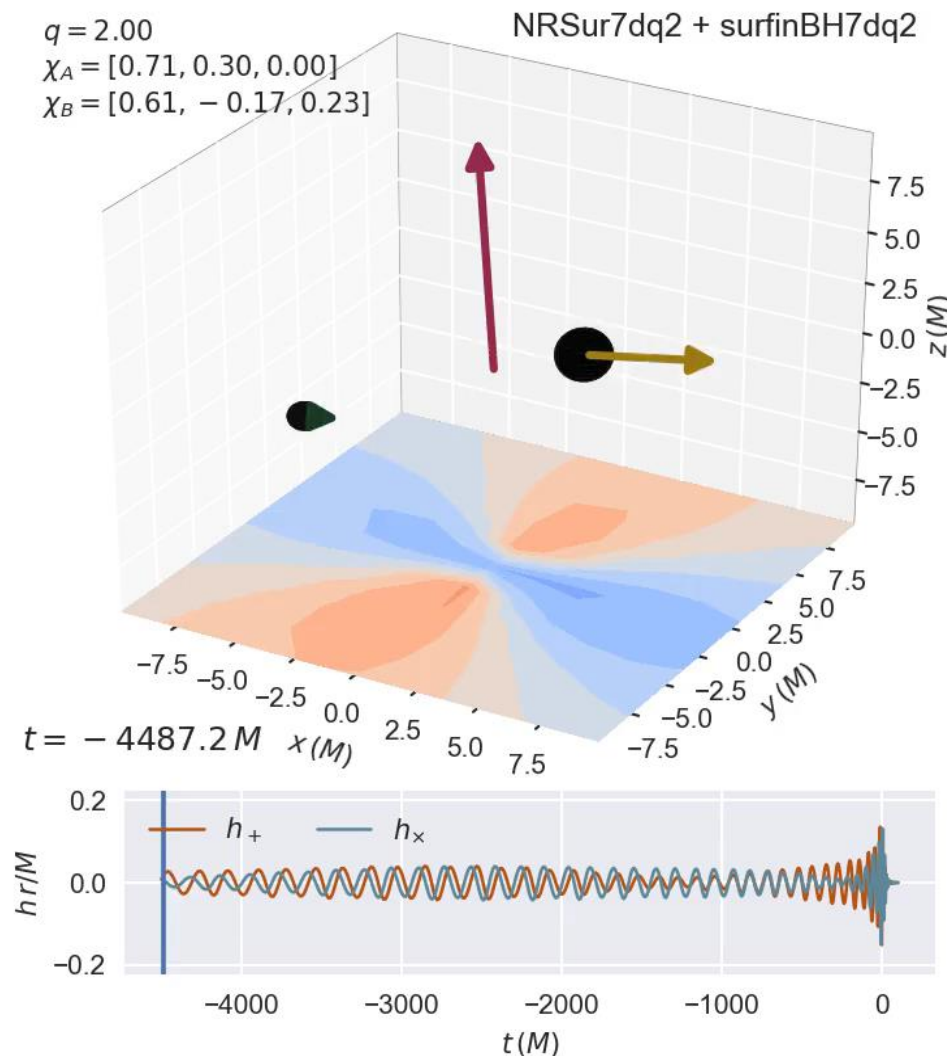 NRSur7dq2 + surfinBH7dq2
q = 2.00
χA = [0.71, 0.30, 0.00]
χB = [0.61, −0.17, 0.23]
7.5
5.0
2.5
0.0
−2.5
−5.0
−7.5
z (M)
−7.5
−5.0
−2.5
0.0
2.5
5.0
7.5
x (M)
7.5
5.0
2.5
0.0
−2.5
−5.0
−7.5
y (M)
t = − 4487.2 M
0.2
0.0
−0.2
h r/M
h+
h×
−4000 −3000 −2000 −1000 0
t (M)